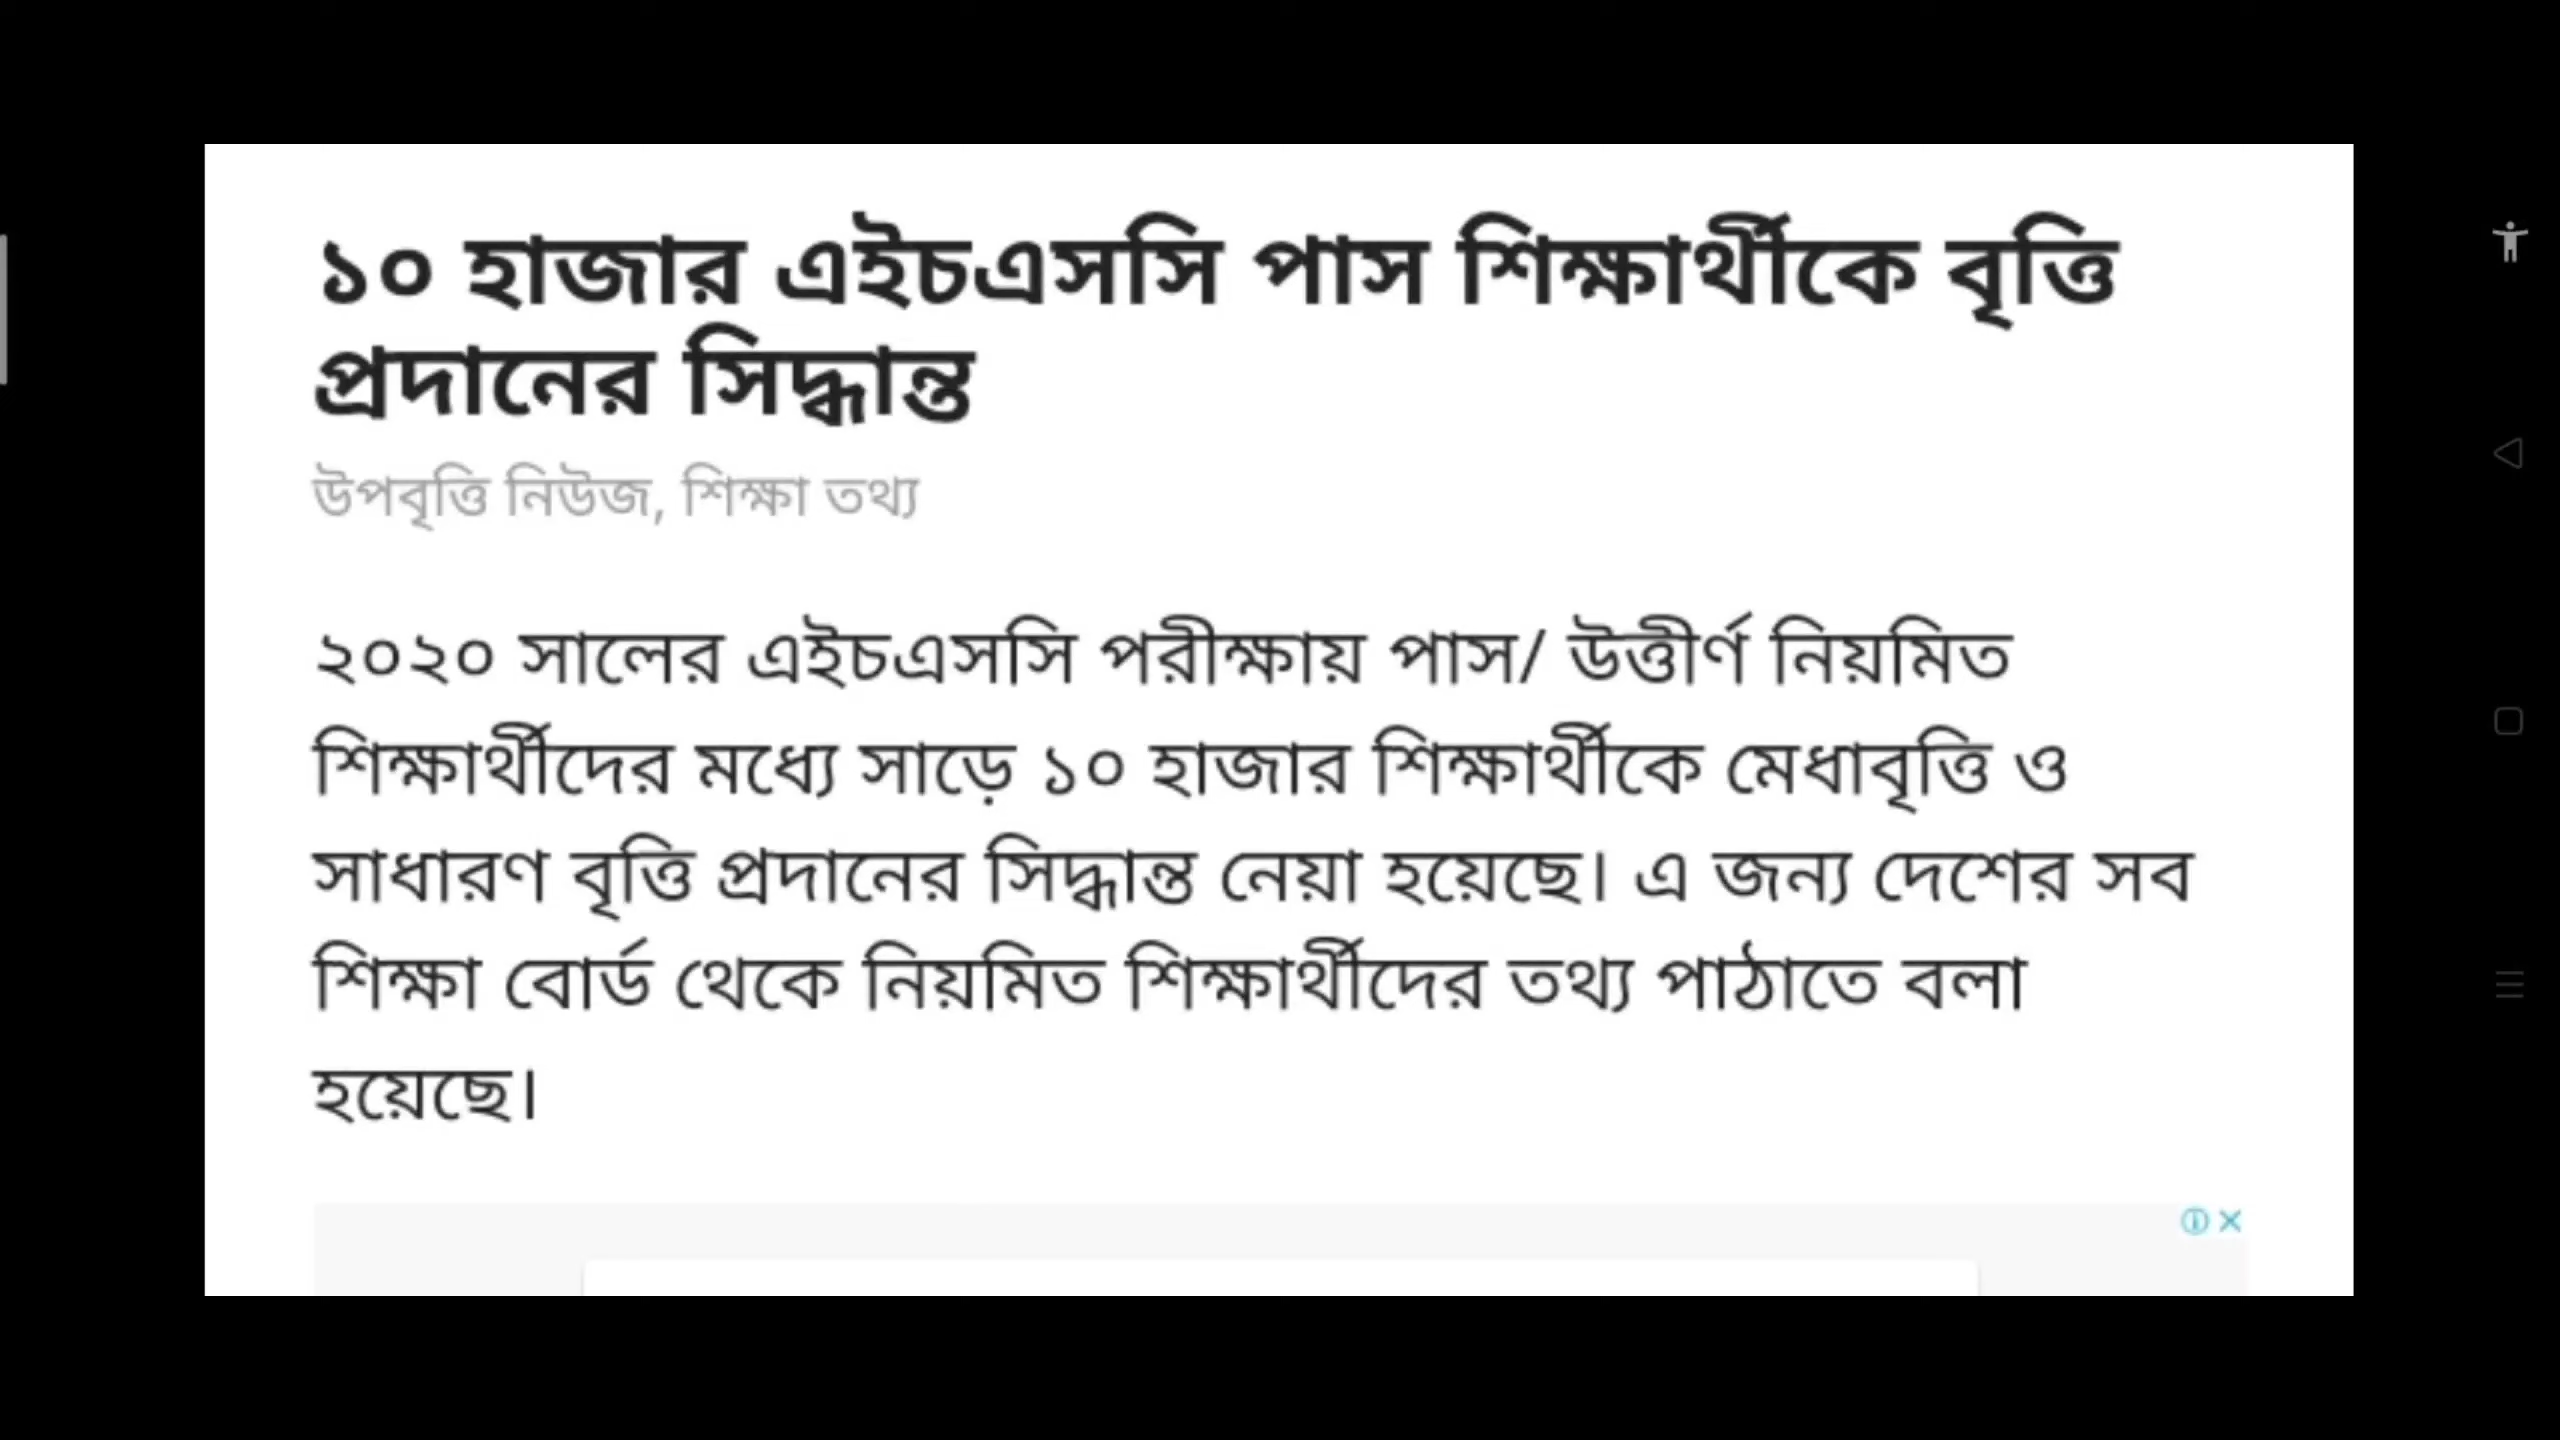 ১০ হাজার এইচএসসি পাস শিক্ষার্থীকে বৃত্তি
প্রদানের সিদ্ধান্ত
উপবৃত্তি নিউজ, শিক্ষা তথ্য
২০২০ সালের এইচএসসি পরীক্ষায় পাস/ উত্তীর্ণ নিয়মিত
শিক্ষার্থীদের মধ্যে সাড়ে ১০ হাজার শিক্ষার্থীকে মেধাবৃত্তি ও
সাধারণ বৃত্তি প্রদানের সিদ্ধান্ত নেয়া হয়েছে। এ জন্য দেশের সব
শিক্ষা বোর্ড থেকে নিয়মিত শিক্ষার্থীদের তথ্য পাঠাতে বলা
হয়েছে।